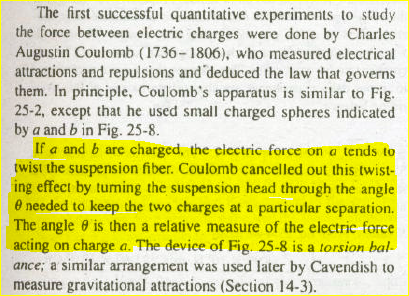 The first successful quantitative experiments to study
the force between electric charges were done by Charles
Augustin Coulomb (1736–1806), who measured electrical
attractions and repulsions and deduced the law that governs
them. In principle, Coulomb's apparatus is similar to Fig.
25-2, except that he used small charged spheres indicated
by a and b in Fig. 25-8.
If a and b are charged, the electric force on a tends to
twist the suspension fiber. Coulomb cancelled out this twist-
ing effect by turning the suspension head through the angle
θ needed to keep the two charges at a particular separation.
The angle θ is then a relative measure of the electric force
acting on charge a. The device of Fig. 25-8 is a torsion bal-
ance; a similar arrangement was used later by Cavendish to
measure gravitational attractions (Section 14-3).